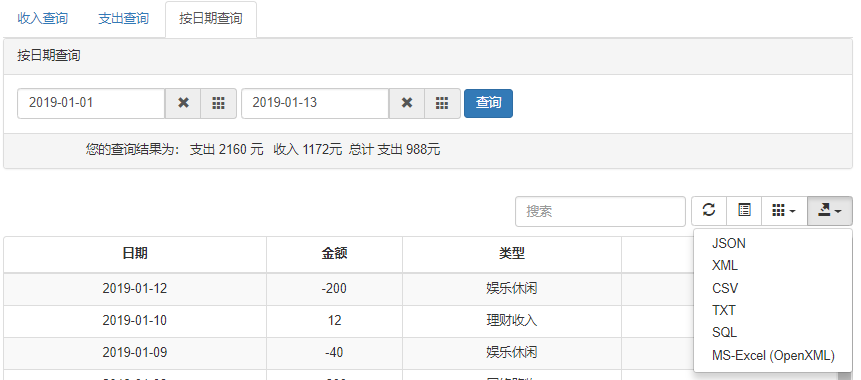 收入查询 支出查询 按日期查询
按日期查询
2019-01-01 2019-01-13 查询
您的查询结果为： 支出 2160 元 收入 1172元 总计 支出 988元
搜索
日期 金额 类型
JSON
XML
2019-01-12 -200 娱乐休闲
CSV
TXT
2019-01-10 12 理财收入
SQL
2019-01-09 -40 娱乐休闲
MS-Excel (OpenXML)